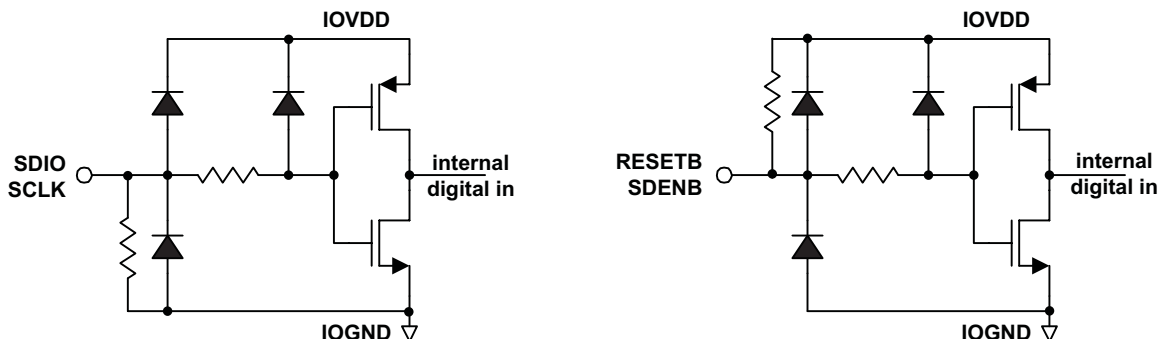 IOVDD
SDIO
SCLK
internal
digital in
IOGND
IOVDD
RESETB
SDENB
internal
digital in
IOGND